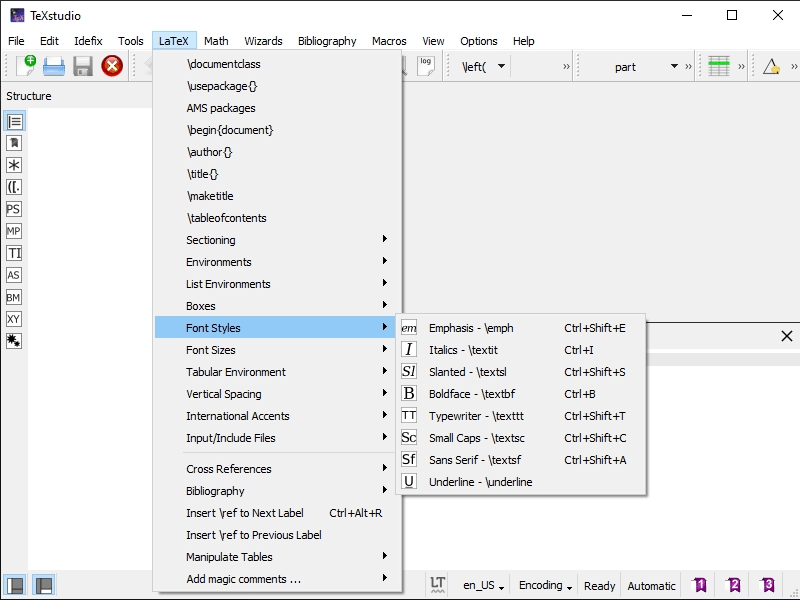 TeXstudio
File Edit Idefix Tools LaTeX Math Wizards Bibliography Macros View Options Help
log \left( part
Structure
\documentclass
\usepackage{}
AMS packages
\begin{document}
\author{}
\title{}
\maketitle
\tableofcontents
Sectioning
Environments
List Environments
Boxes
Font Styles
Font Sizes
Tabular Environment
Vertical Spacing
International Accents
Input/Include Files
Cross References
Bibliography
Insert \ref to Next Label Ctrl+Alt+R
Insert \ref to Previous Label
Manipulate Tables
Add magic comments ...
PS
MP
TI
AS
BM
XY
em Emphasis - \emph Ctrl+Shift+E
I Italics - \textit Ctrl+I
Sl Slanted - \textsl Ctrl+Shift+S
B Boldface - \textbf Ctrl+B
TT Typewriter - \texttt Ctrl+Shift+T
Sc Small Caps - \textsc Ctrl+Shift+C
Sf Sans Serif - \textsf Ctrl+Shift+A
U Underline - \underline
LT en_US Encoding Ready Automatic 1 2 3